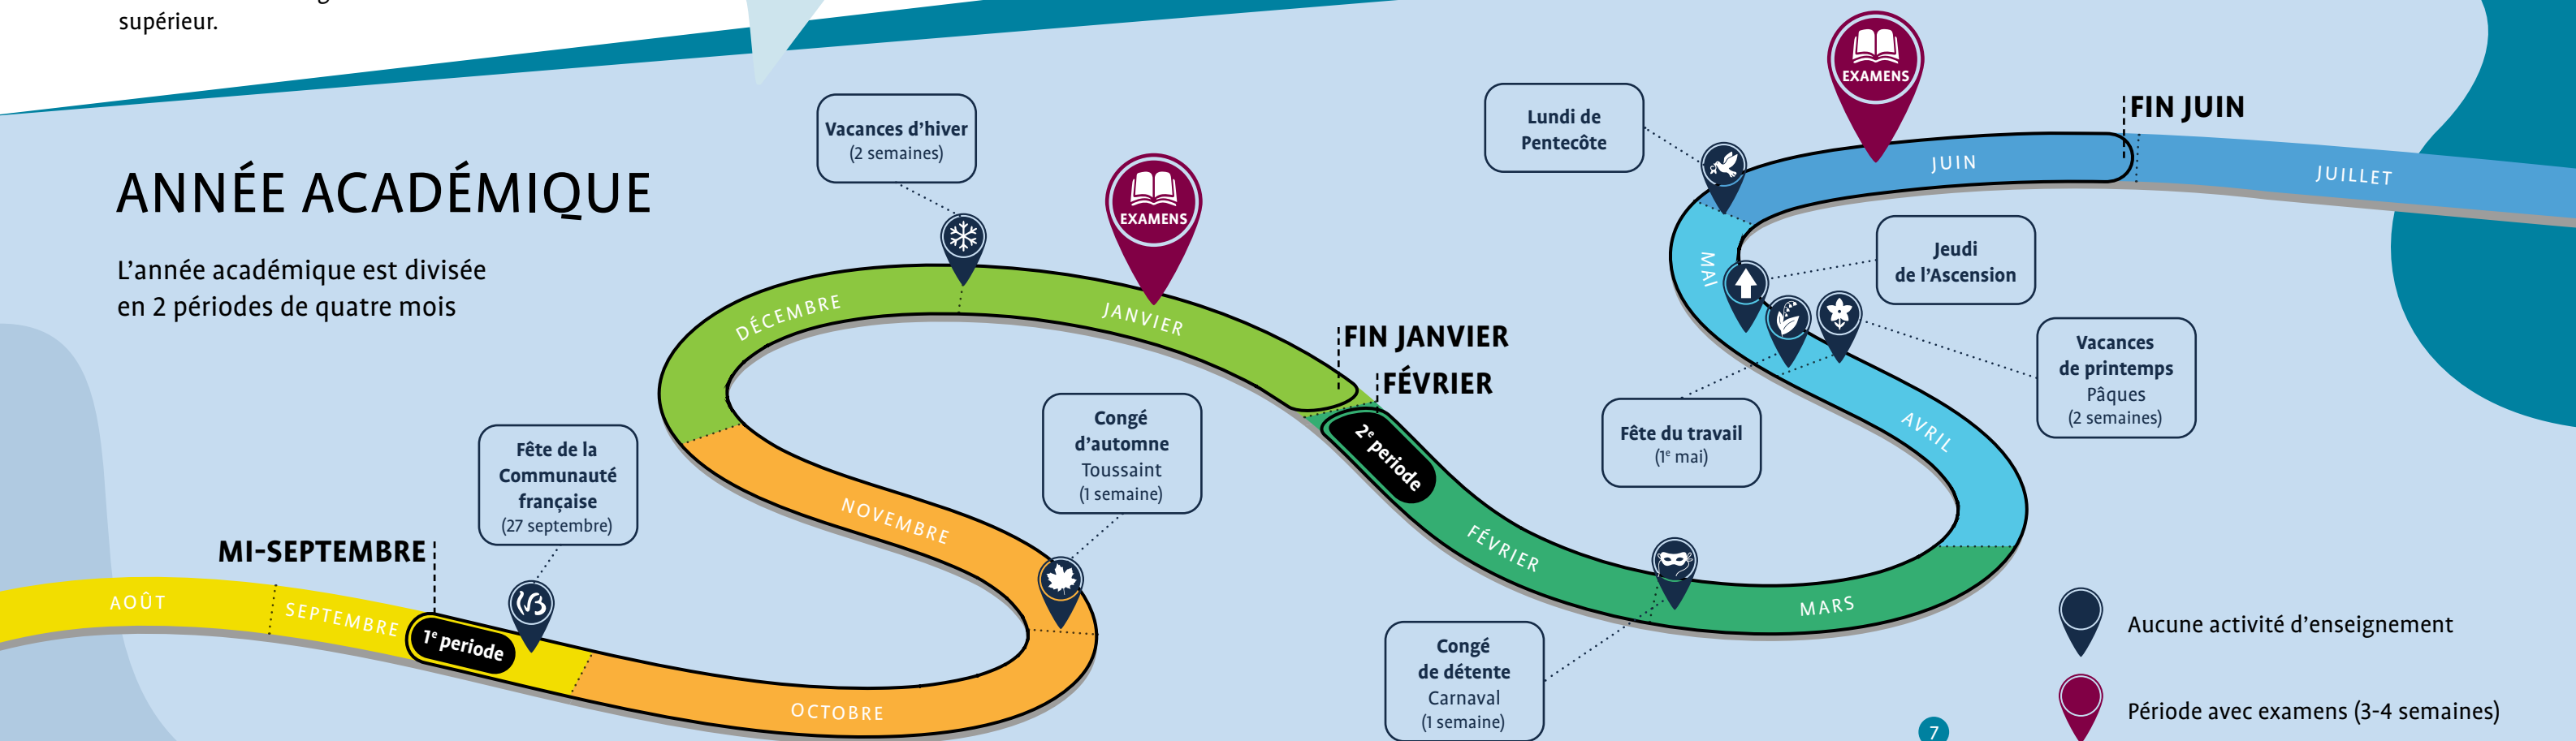 supérieur.
ANNÉE ACADÉMIQUE
L'année académique est divisée
en 2 périodes de quatre mois
AOÛT
SEPTEMBRE
MI-SEPTEMBRE
1e periode
Fête de la
Communauté
française
(27 septembre)
OCTOBRE
Congé
d'automne
Toussaint
(1 semaine)
NOVEMBRE
DÉCEMBRE
Vacances d'hiver
(2 semaines)
JANVIER
EXAMENS
FIN JANVIER
FÉVRIER
2e periode
FÉVRIER
Congé
de détente
Carnaval
(1 semaine)
MARS
AVRIL
Vacances
de printemps
Pâques
(2 semaines)
Fête du travail
(1e mai)
Jeudi
de l'Ascension
MAI
Lundi de
Pentecôte
EXAMENS
JUIN
FIN JUIN
JUILLET
Aucune activité d'enseignement
Période avec examens (3-4 semaines)
7